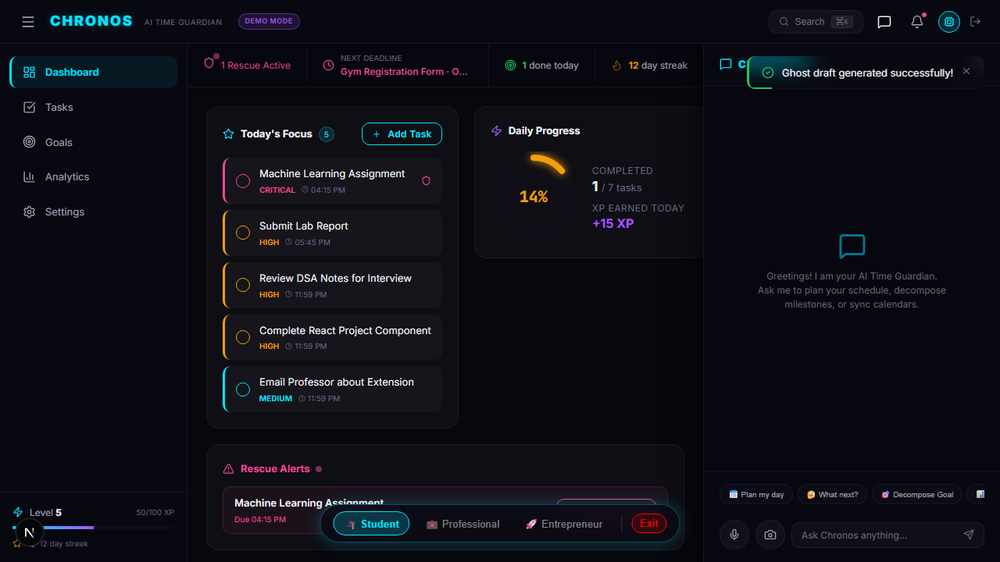 CHRONOS
AI TIME GUARDIAN
DEMO MODE
Search
⌘K
Dashboard
Tasks
Goals
Analytics
Settings
Level 5
50/100 XP
12 day streak
N
1 Rescue Active
NEXT DEADLINE
Gym Registration Form · O...
1 done today
12 day streak
C
Ghost draft generated successfully!
Today's Focus
5
+ Add Task
Machine Learning Assignment
CRITICAL 04:15 PM
Submit Lab Report
HIGH 05:45 PM
Review DSA Notes for Interview
HIGH 11:59 PM
Complete React Project Component
HIGH 11:59 PM
Email Professor about Extension
MEDIUM 11:59 PM
Daily Progress
14%
COMPLETED
1 / 7 tasks
XP EARNED TODAY
+15 XP
Rescue Alerts
Machine Learning Assignment
Due 04:15 PM
Student
Professional
Entrepreneur
Exit
Greetings! I am your AI Time Guardian.
Ask me to plan your schedule, decompose
milestones, or sync calendars.
Plan my day
What next?
Decompose Goal
Ask Chronos anything...